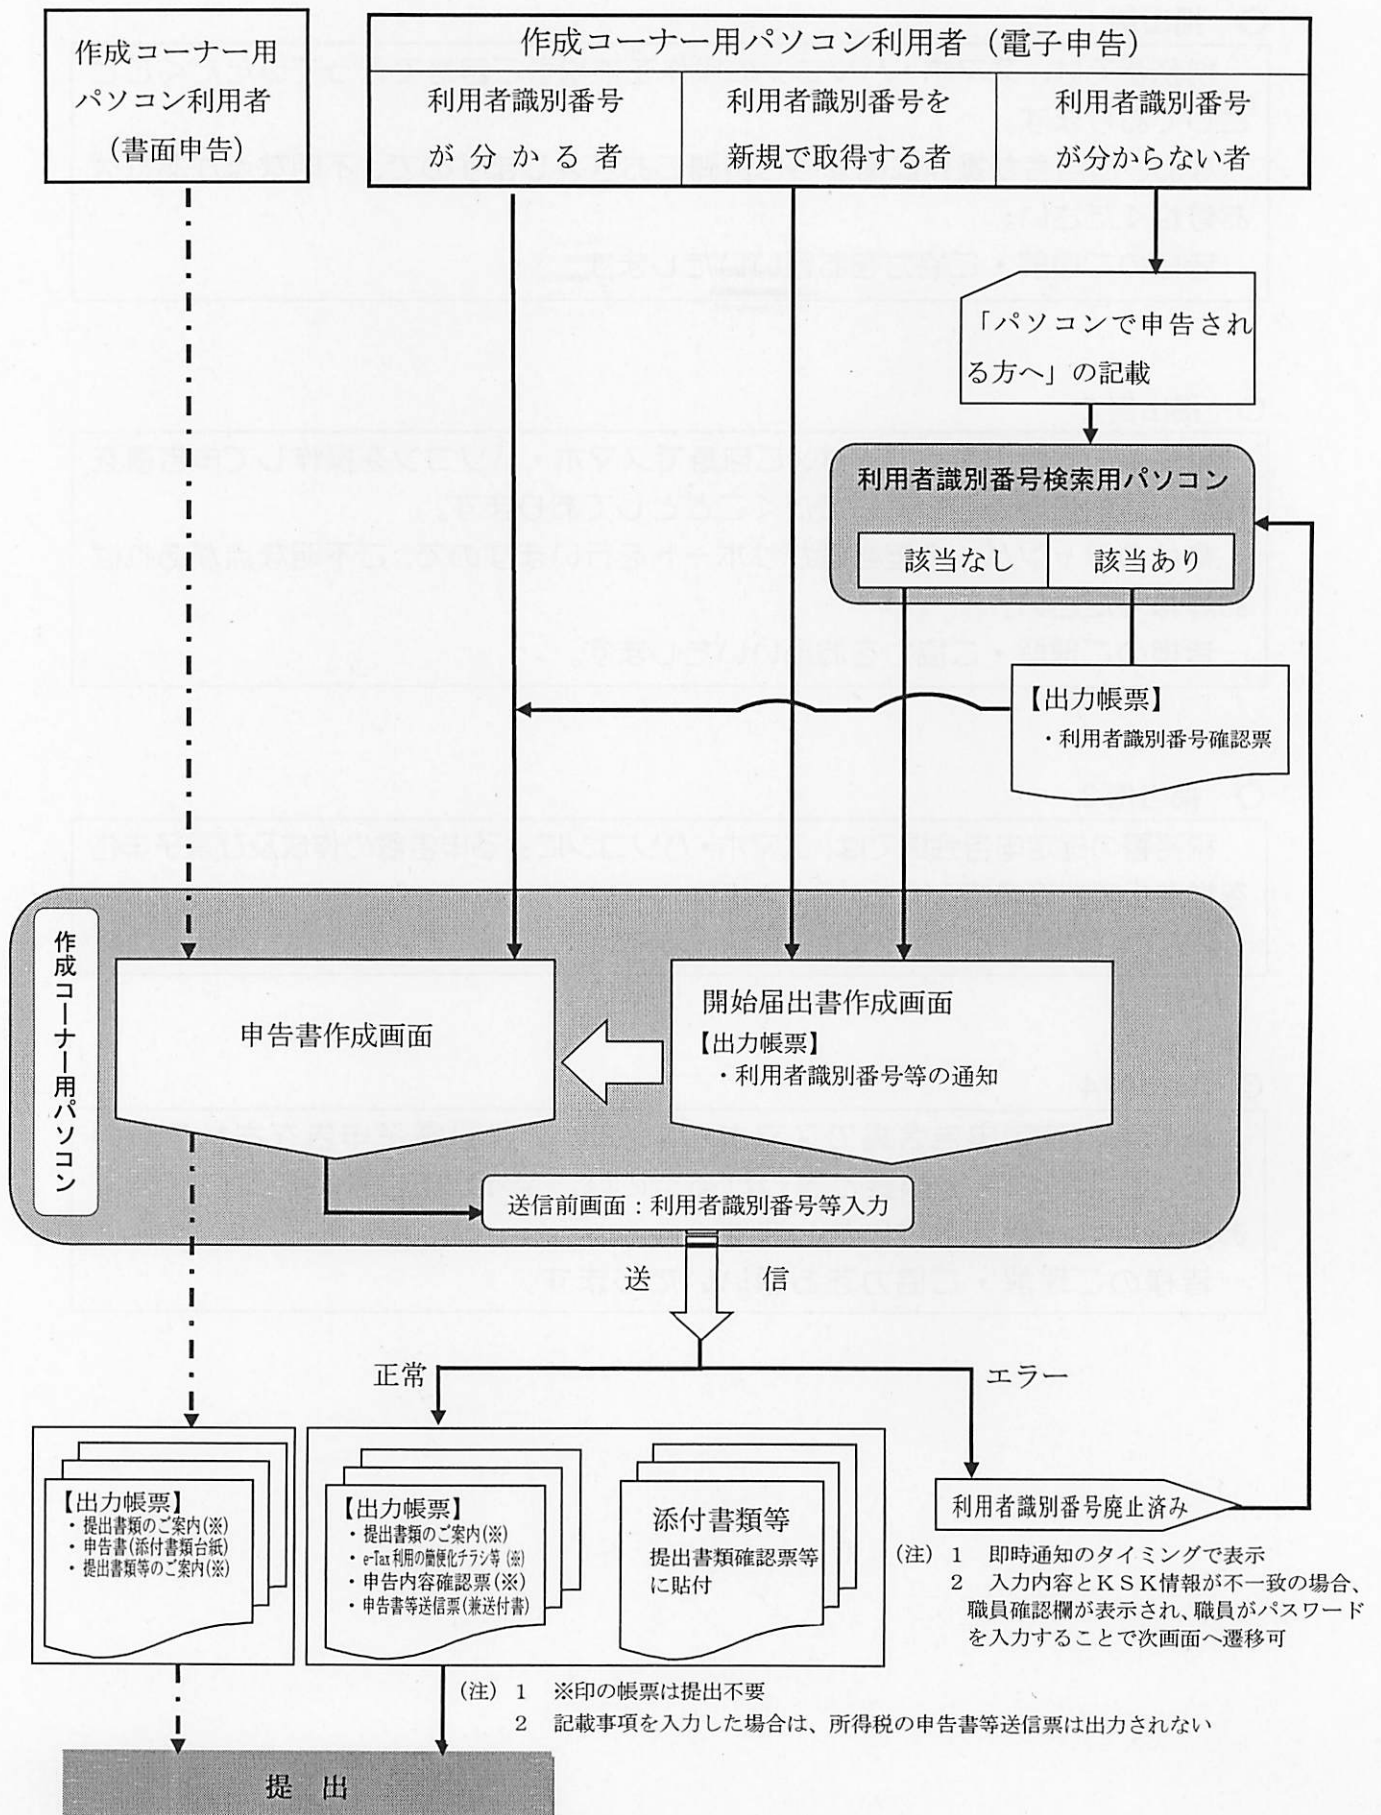 作成コーナー用
パソコン利用者
(書面申告)
作成コーナー用パソコン利用者(電子申告)
利用者識別番号
が分かる者
利用者識別番号を
新規で取得する者
利用者識別番号
が分からない者
「パソコンで申告され
る方へ」の記載
利用者識別番号検索用パソコン
該当なし
該当あり
【出力帳票】
・利用者識別番号確認票
作成コーナー用パソコン
申告書作成画面
開始届出書作成画面
【出力帳票】
・利用者識別番号等の通知
送信前画面:利用者識別番号等入力
送 信
正常
エラー
【出力帳票】
・提出書類のご案内(※)
・申告書(添付書類台紙)
・提出書類等のご案内(※)
【出力帳票】
・提出書類のご案内(※)
・e-Tax利用の簡便化チラシ等(※)
・申告内容確認票(※)
・申告書等送信票(兼送付書)
添付書類等
提出書類確認票等
に貼付
利用者識別番号廃止済み
(注) 1 即時通知のタイミングで表示
2 入力内容とKSK情報が不一致の場合、
職員確認欄が表示され、職員がパスワード
を入力することで次画面へ遷移可
(注) 1 ※印の帳票は提出不要
2 記載事項を入力した場合は、所得税の申告書等送信票は出力されない
提 出